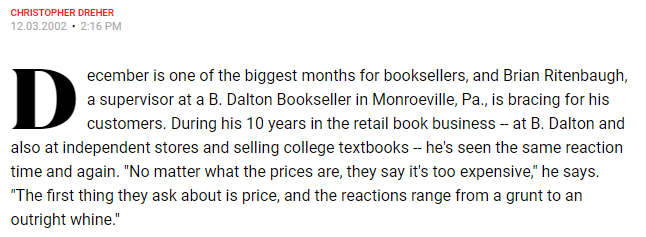 CHRISTOPHER DREHER
12.03.2002 • 2:16 PM
December is one of the biggest months for booksellers, and Brian Ritenbaugh,
a supervisor at a B. Dalton Bookseller in Monroeville, Pa., is bracing for his
customers. During his 10 years in the retail book business -- at B. Dalton and
also at independent stores and selling college textbooks -- he's seen the same reaction
time and again. "No matter what the prices are, they say it's too expensive," he says.
"The first thing they ask about is price, and the reactions range from a grunt to an
outright whine."